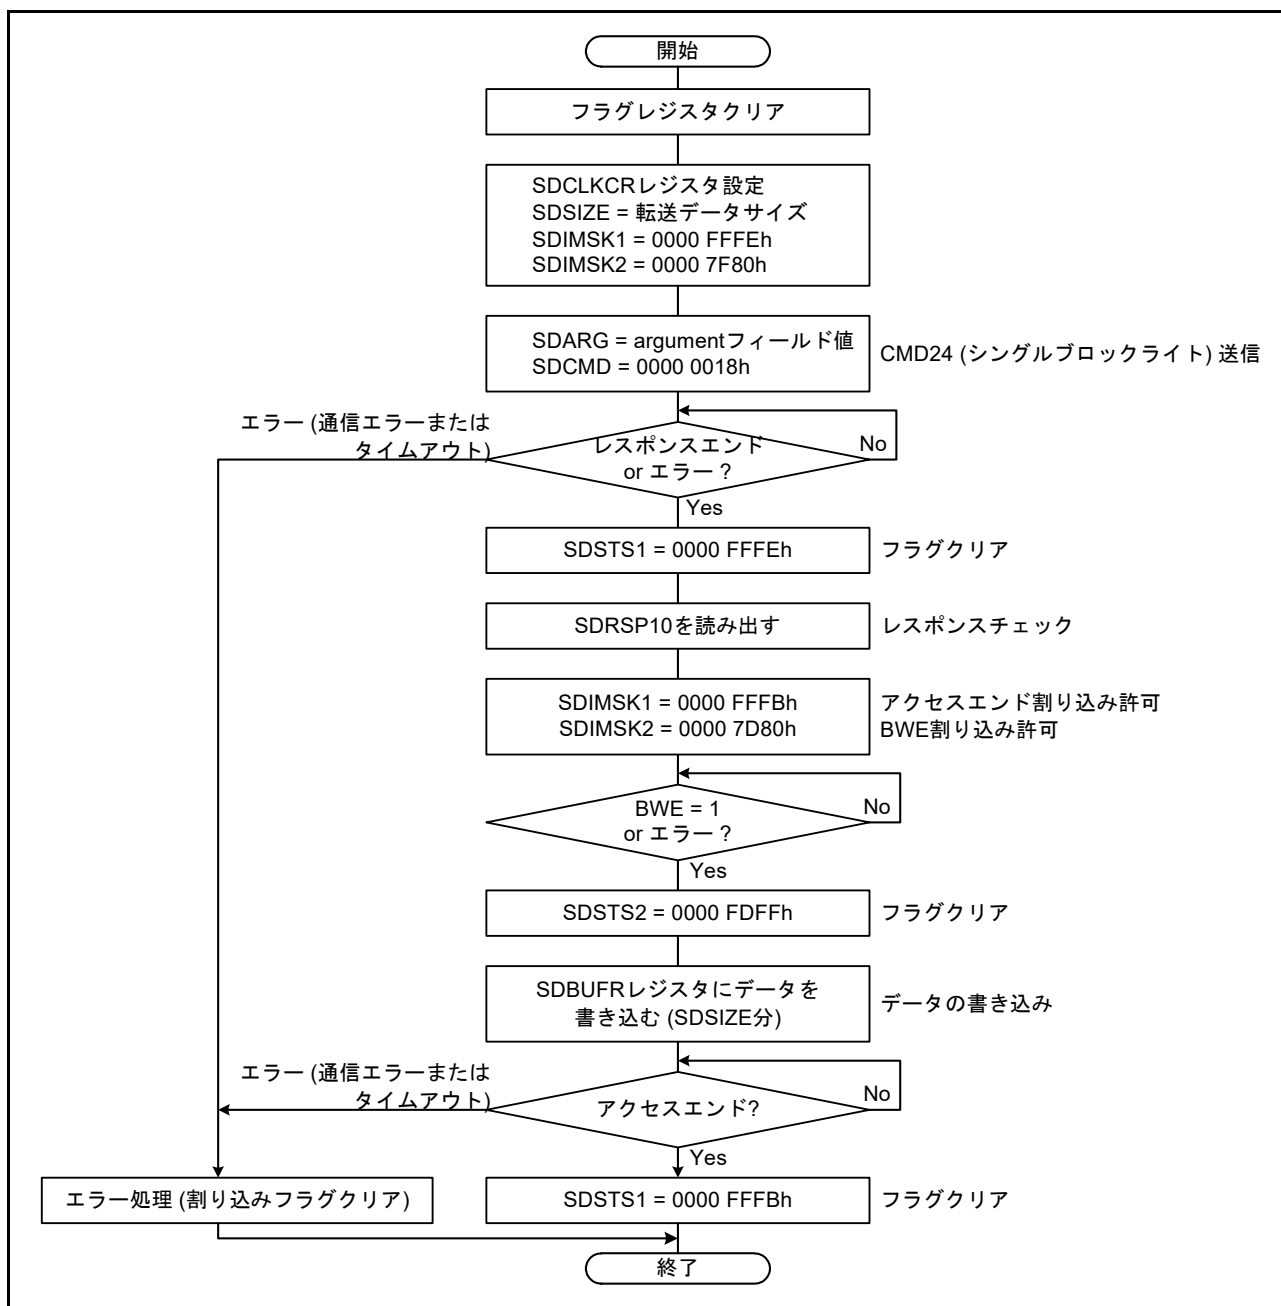 開始
フラグレジスタクリア
SDCLKCRレジスタ設定
SDSIZE = 転送データサイズ
SDIMSK1 = 0000 FFFEh
SDIMSK2 = 0000 7F80h
SDARG = argumentフィールド値
SDCMD = 0000 0018h
CMD24 (シングルブロックライト) 送信
エラー (通信エラーまたは
タイムアウト)
レスポンスエンド
or エラー ?
No
Yes
SDSTS1 = 0000 FFFEh
フラグクリア
SDRSP10を読み出す
レスポンスチェック
SDIMSK1 = 0000 FFFBh
SDIMSK2 = 0000 7D80h
アクセスエンド割り込み許可
BWE割り込み許可
BWE = 1
or エラー ?
No
Yes
SDSTS2 = 0000 FDFFh
フラグクリア
SDBUFRレジスタにデータを
書き込む (SDSIZE分)
データの書き込み
エラー (通信エラーまたは
タイムアウト)
アクセスエンド?
No
Yes
エラー処理 (割り込みフラグクリア)
SDSTS1 = 0000 FFFBh
フラグクリア
終了